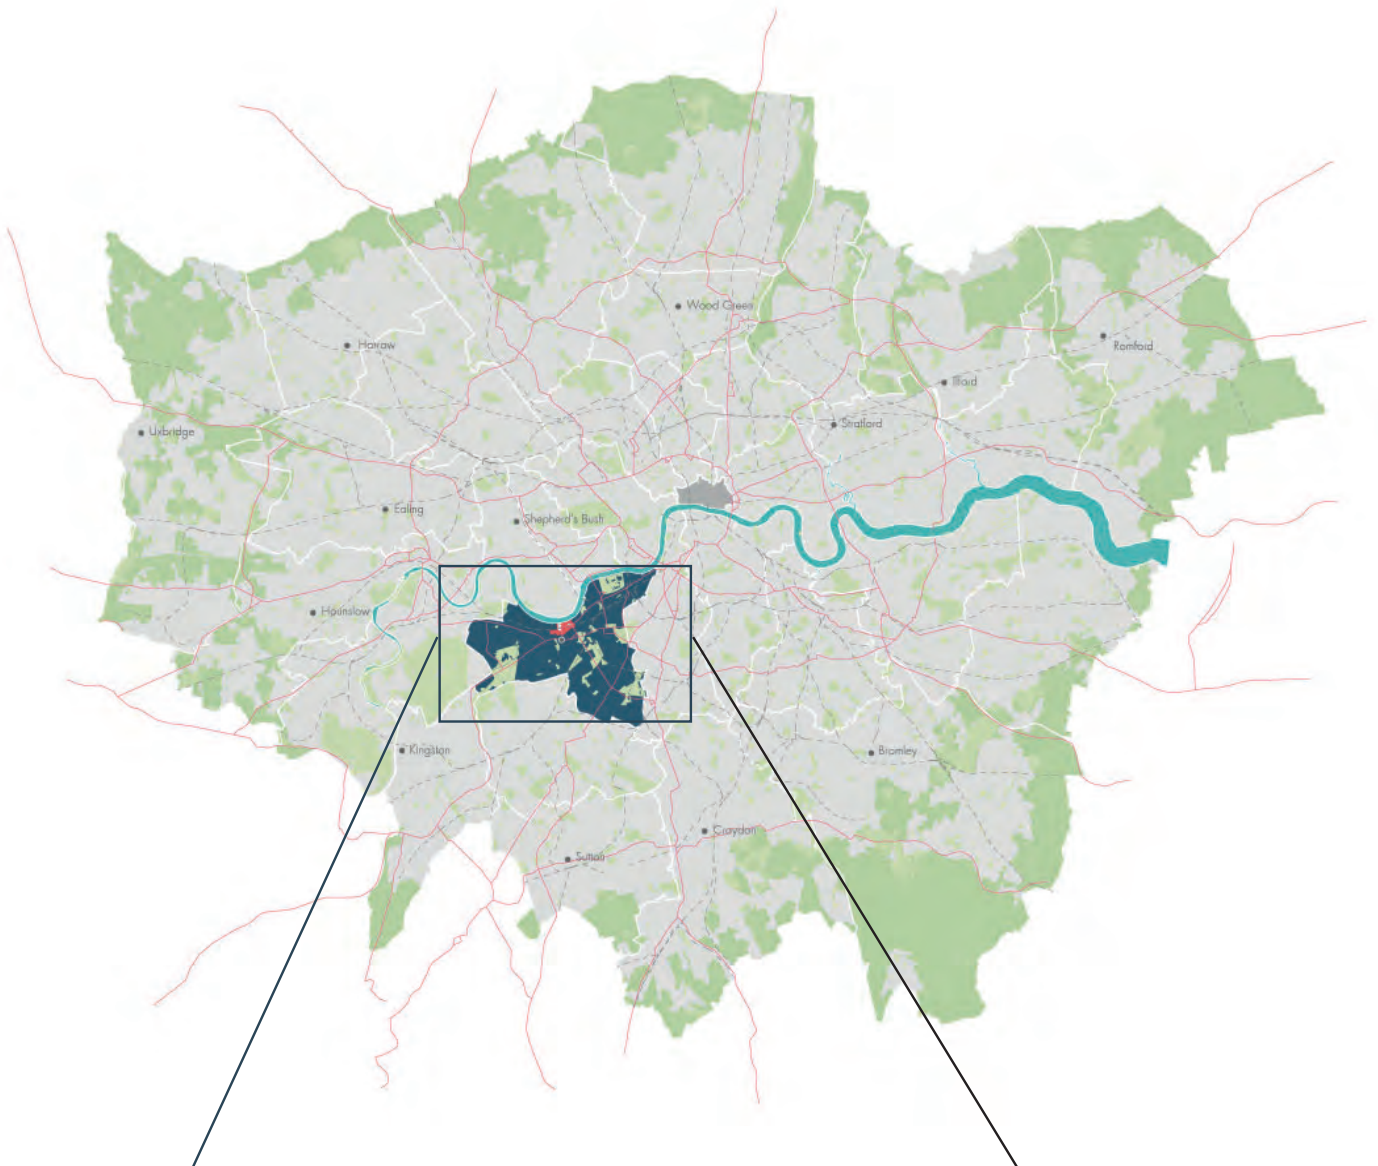 Wood Green
Harrow
Romford
Ilford
Stratford
Uxbridge
Ealing
Shepherd's Bush
Hounslow
Kingston
Bromley
Croydon
Sutton